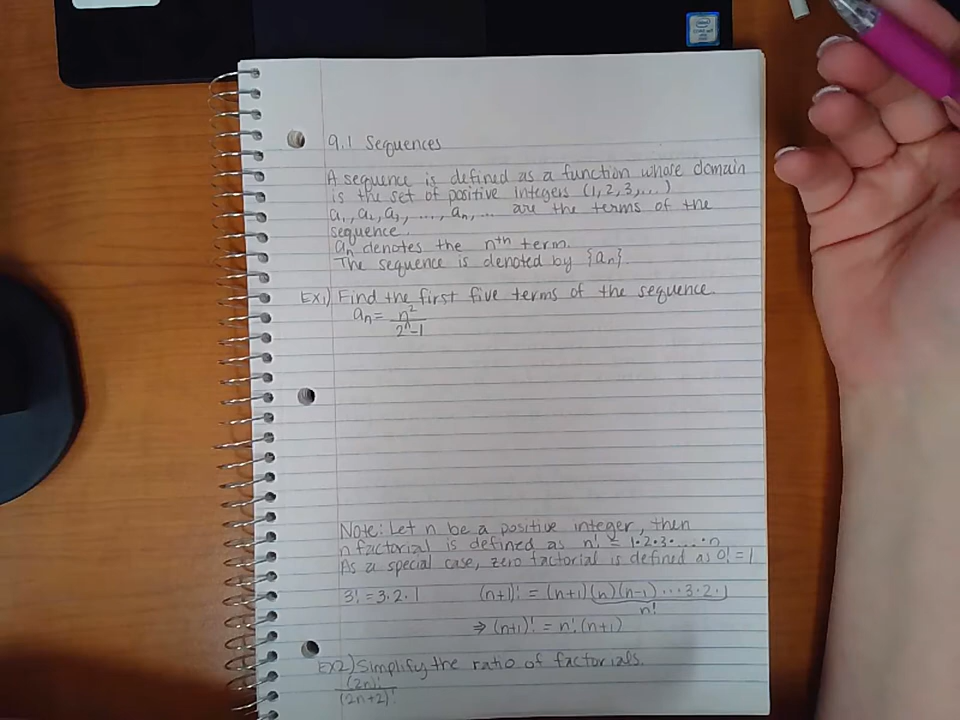 intel
9.1 Sequences
A sequence is defined as a function whose domain
is the set of positive integers (1,2,3,...)
a₁, a₂, a₃, ...., aₙ, ... are the terms of the
sequence.
aₙ denotes the nth term.
The sequence is denoted by {aₙ}.
Ex1) Find the first five terms of the sequence.
aₙ = n²/(2ⁿ-1)
Note: Let n be a positive integer, then
n factorial is defined as n! = 1·2·3·....·n
As a special case, zero factorial is defined as 0! = 1
3! = 3·2·1 (n+1)! = (n+1)(n)(n-1)···3·2·1
n!
⇒ (n+1)! = n!(n+1)
Ex2) Simplify the ratio of factorials.
(2n)!
(2n+2)!